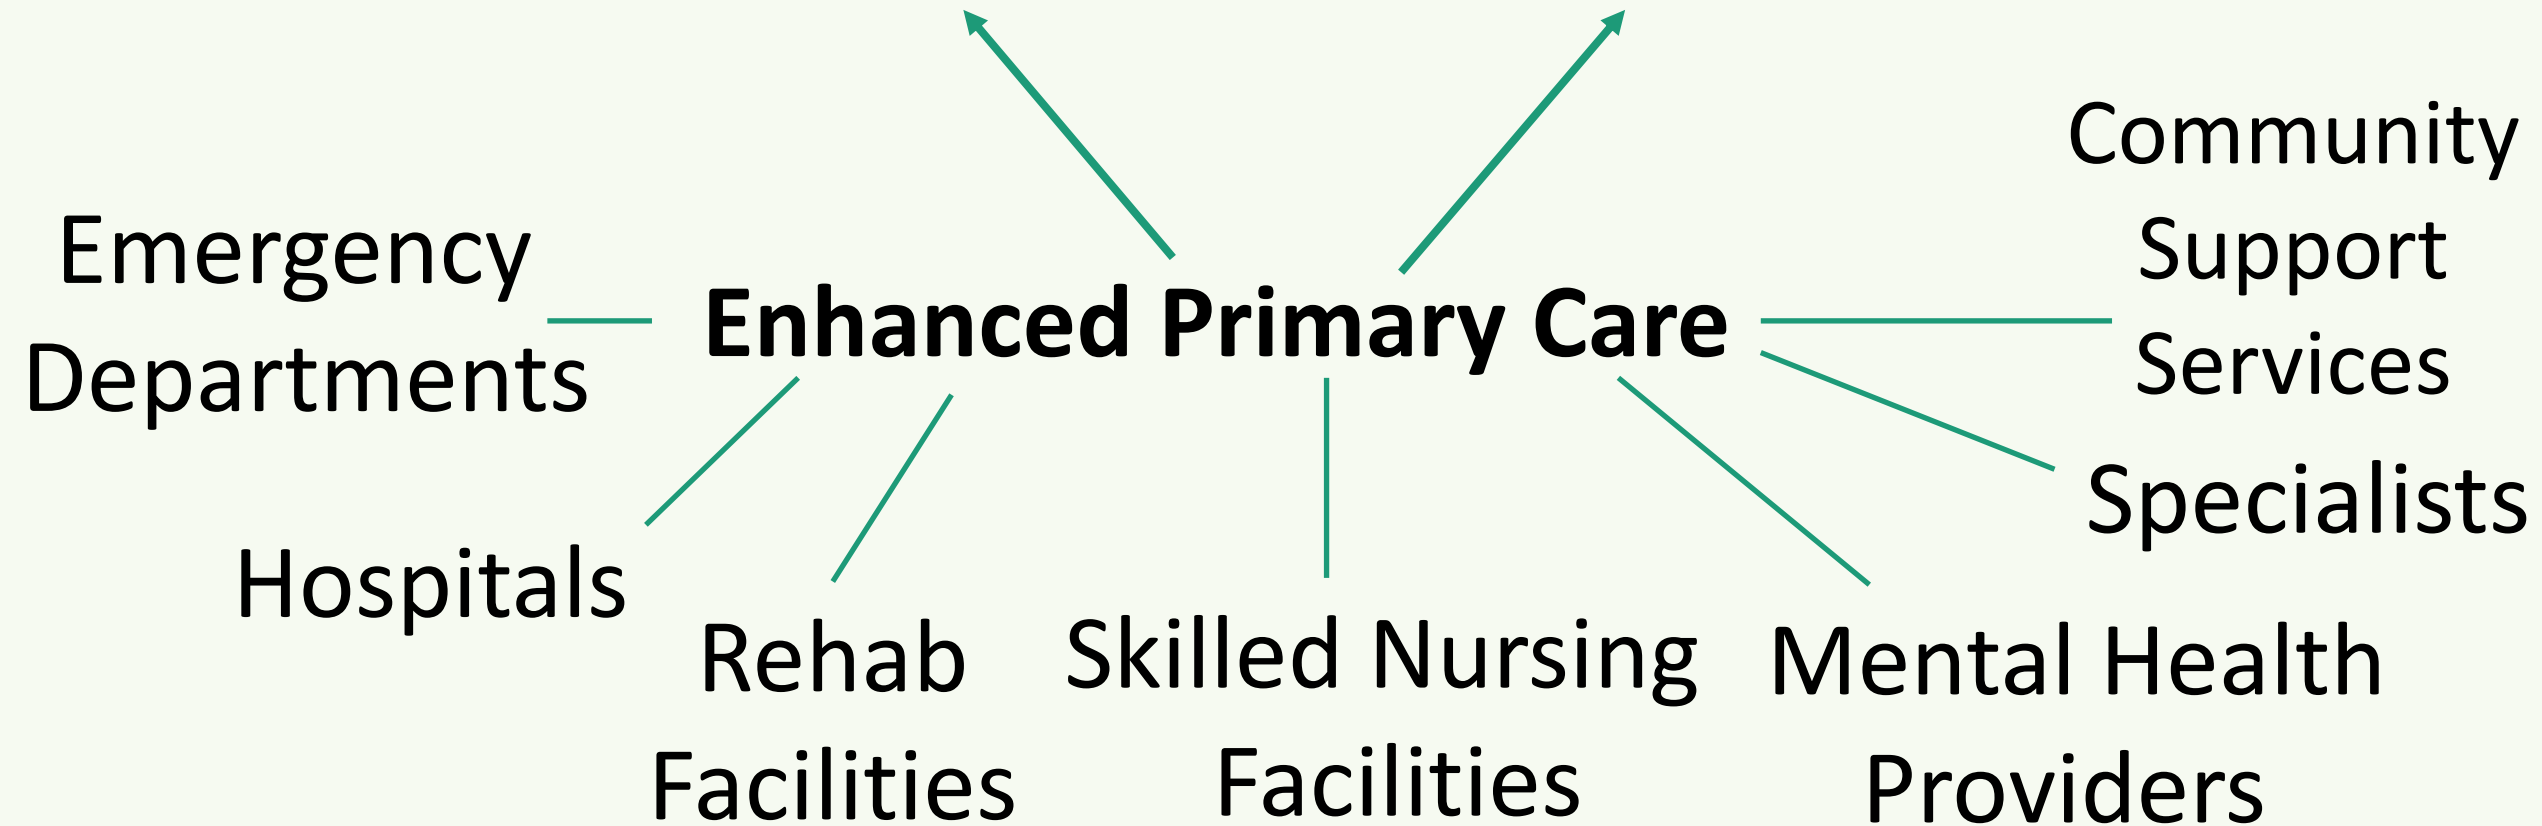 Community
Support
Services
Emergency
Departments
Enhanced Primary Care
Specialists
Hospitals
Rehab
Facilities
Skilled Nursing
Facilities
Mental Health
Providers